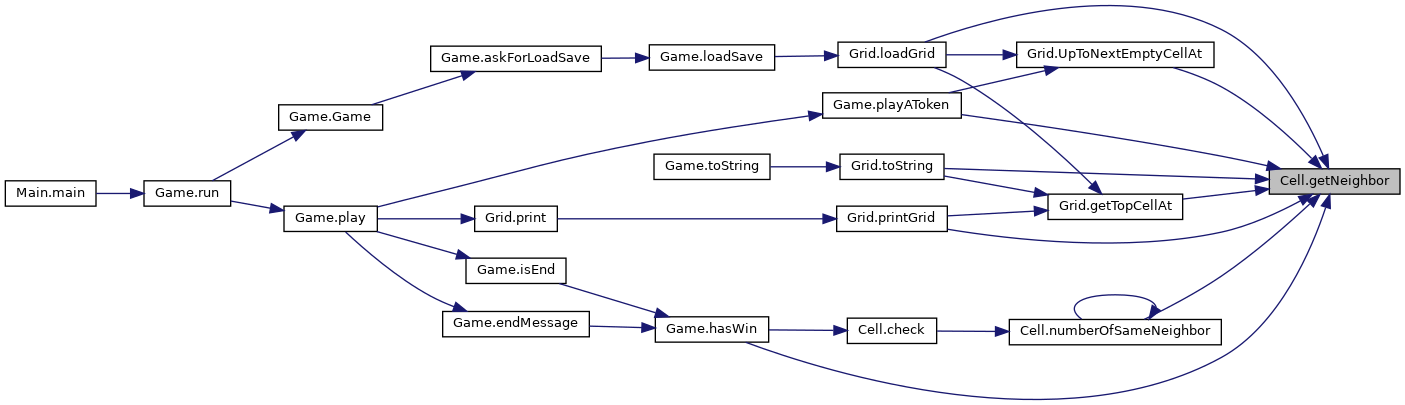 Main.main
Game.run
Game.Game
Game.play
Game.askForLoadSave
Game.loadSave
Grid.loadGrid
Grid.UpToNextEmptyCellAt
Game.playAToken
Game.toString
Grid.toString
Cell.getNeighbor
Grid.getTopCellAt
Grid.print
Grid.printGrid
Game.isEnd
Game.endMessage
Game.hasWin
Cell.check
Cell.numberOfSameNeighbor